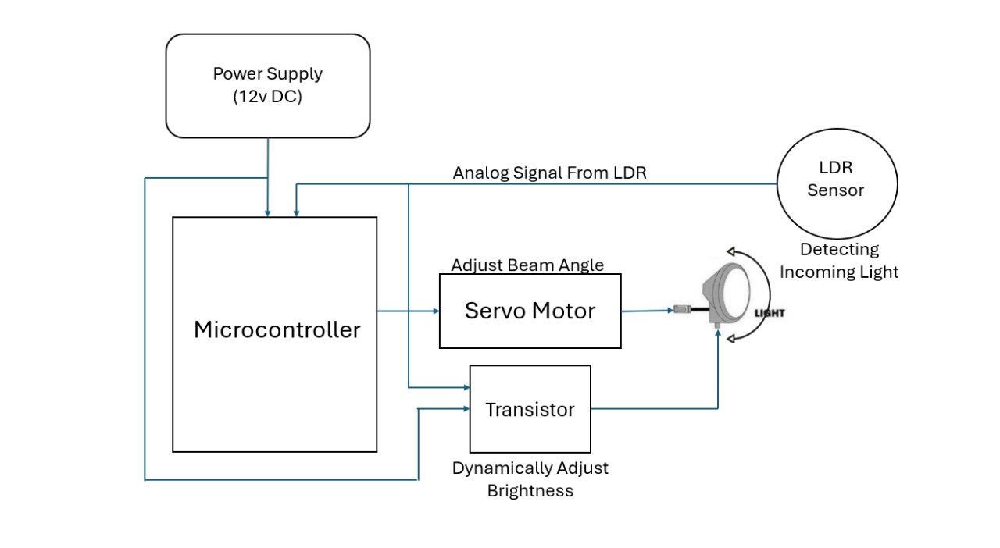 Power Supply
(12v DC)
Analog Signal From LDR
LDR
Sensor
Detecting
Incoming Light
Adjust Beam Angle
Servo Motor
LIGHT
Microcontroller
Transistor
Dynamically Adjust
Brightness